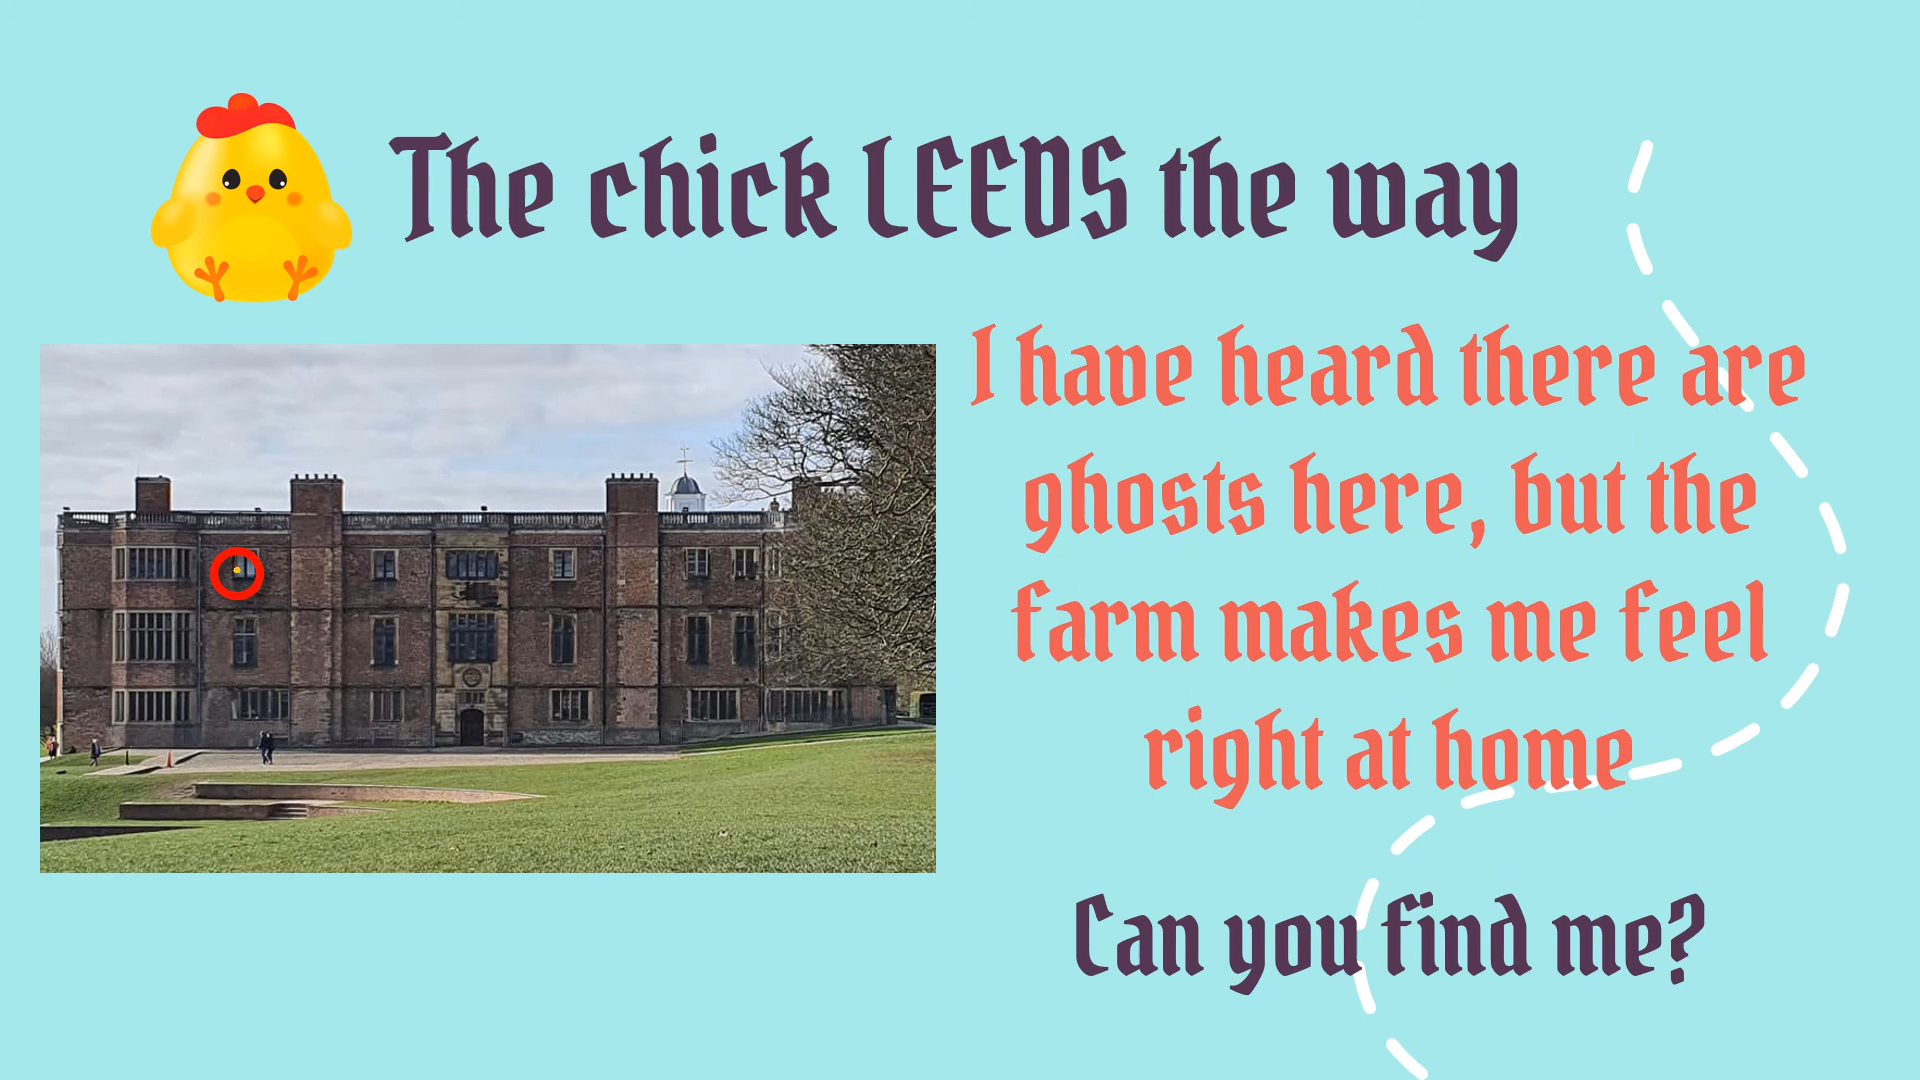 The chick LEEDS the way
I have heard there are
ghosts here, but the
farm makes me feel
right at home
Can you find me?